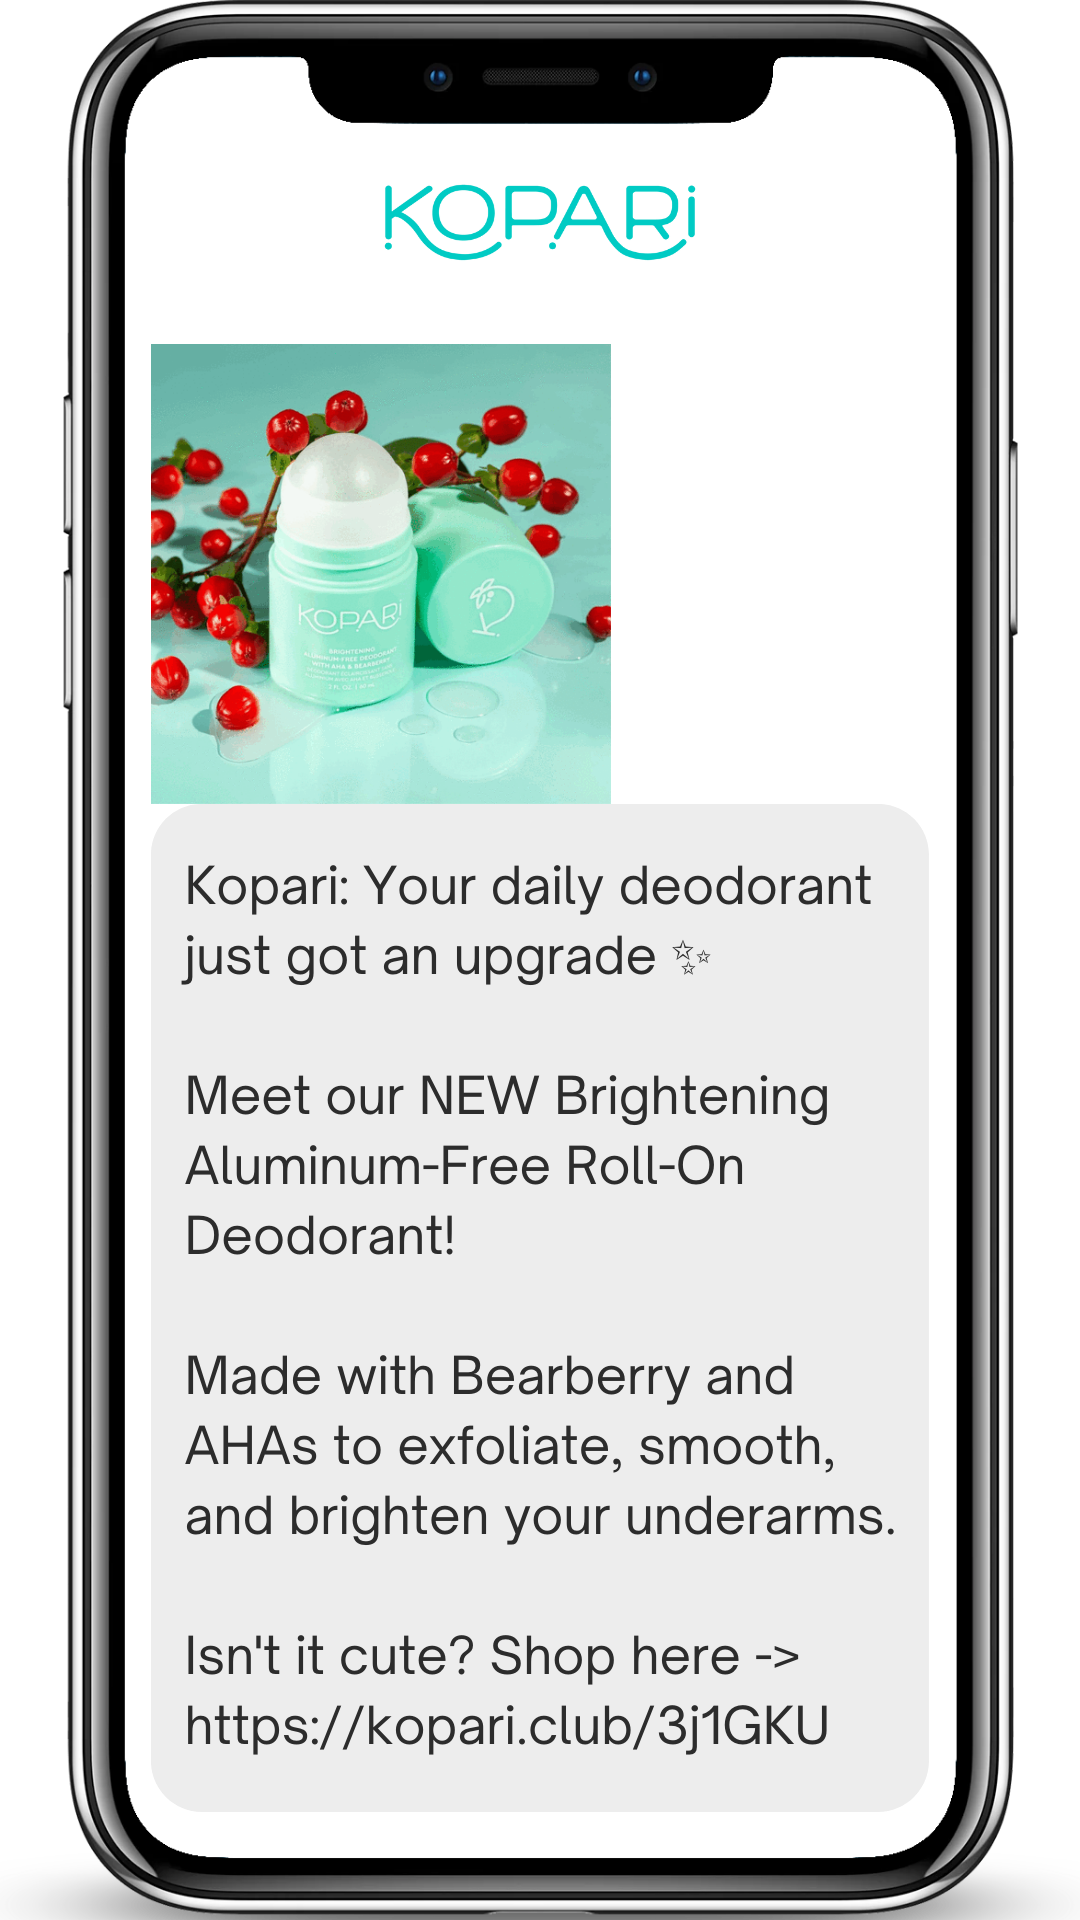 KOPARi
KOPARi
BRIGHTENING
ALUMINUM-FREE DEODORANT
WITH AHA & BEARBERRY
Kopari: Your daily deodorant
just got an upgrade ✨
Meet our NEW Brightening
Aluminum-Free Roll-On
Deodorant!
Made with Bearberry and
AHAs to exfoliate, smooth,
and brighten your underarms.
Isn't it cute? Shop here ->
https://kopari.club/3j1GKU